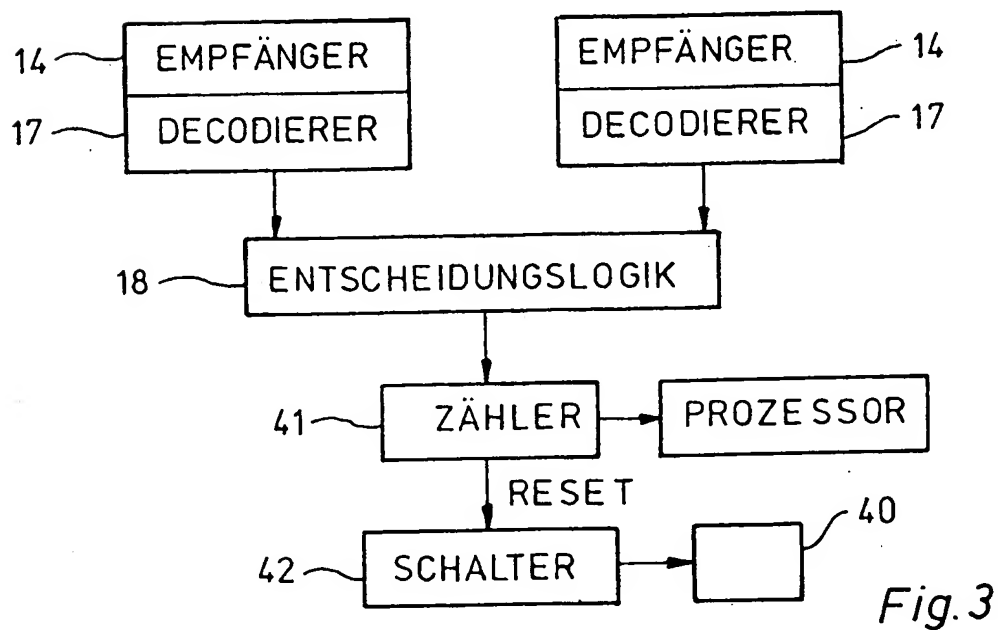 14 EMPFÄNGER EMPFÄNGER 14
17 DECODIERER DECODIERER 17
18 ENTSCHEIDUNGSLOGIK
41 ZÄHLER PROZESSOR
RESET
40
42 SCHALTER
Fig. 3